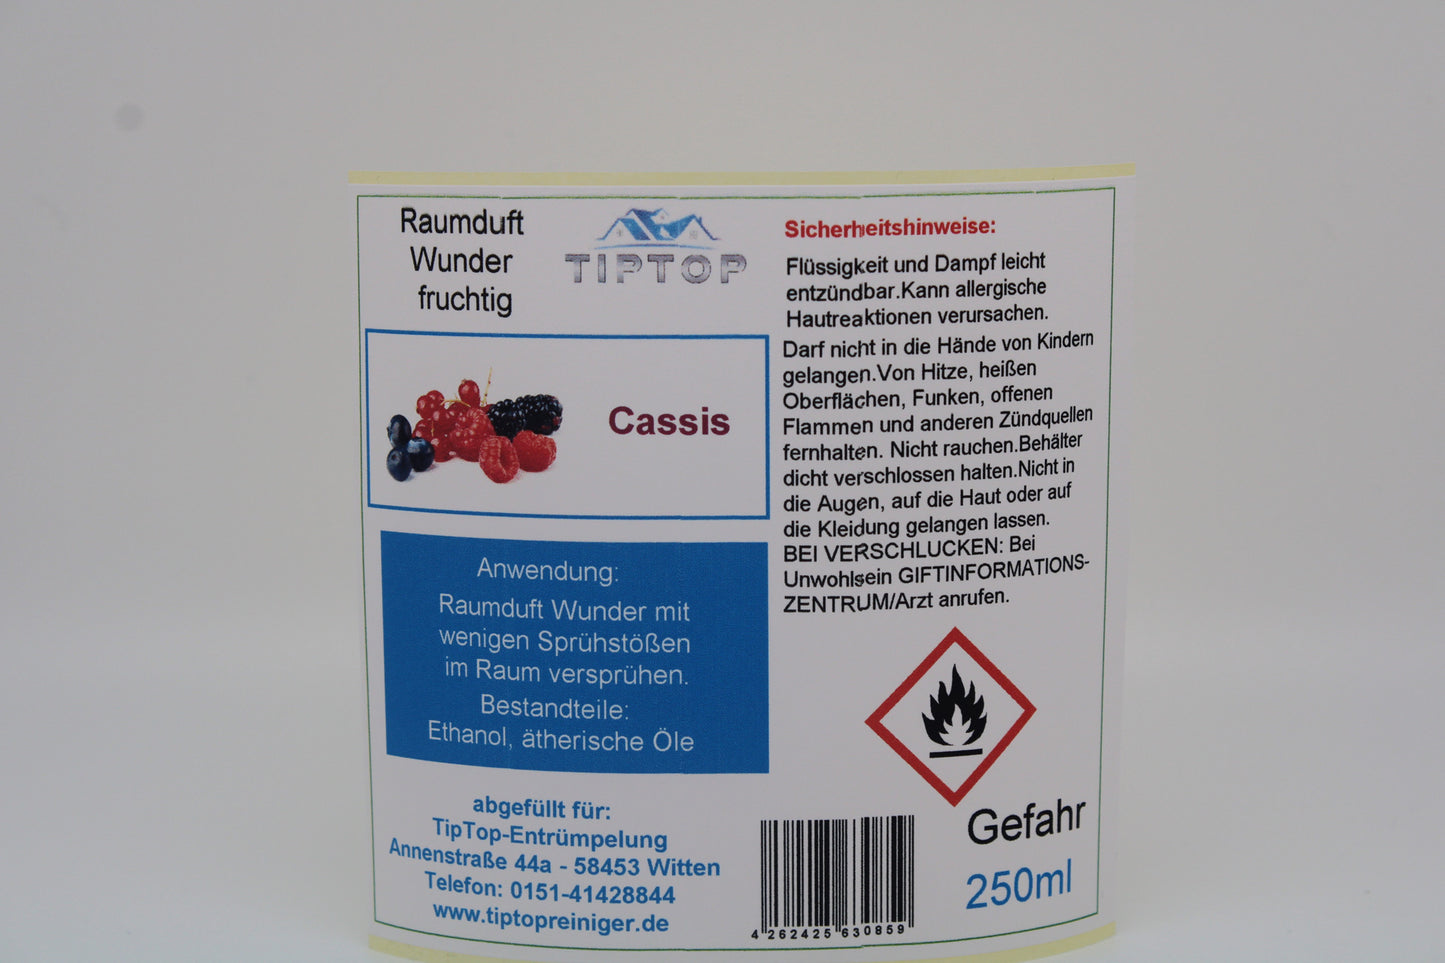 Raumduft
Wunder
fruchtig
TIPTOP
Cassis
Anwendung:
Raumduft Wunder mit
wenigen Sprühstößen
im Raum versprühen.
Bestandteile:
Ethanol, ätherische Öle
abgefüllt für:
TipTop-Entrümpelung
Annenstraße 44a - 58453 Witten
Telefon: 0151-41428844
www.tiptopreiniger.de
Sicherheitshinweise:
Flüssigkeit und Dampf leicht
entzündbar.Kann allergische
Hautreaktionen verursachen.
Darf nicht in die Hände von Kindern
gelangen.Von Hitze, heißen
Oberflächen, Funken, offenen
Flammen und anderen Zündquellen
fernhalten. Nicht rauchen.Behälter
dicht verschlossen halten.Nicht in
die Augen, auf die Haut oder auf
die Kleidung gelangen lassen.
BEI VERSCHLUCKEN: Bei
Unwohlsein GIFTINFORMATIONS-
ZENTRUM/Arzt anrufen.
Gefahr
250ml
4 262425 630859